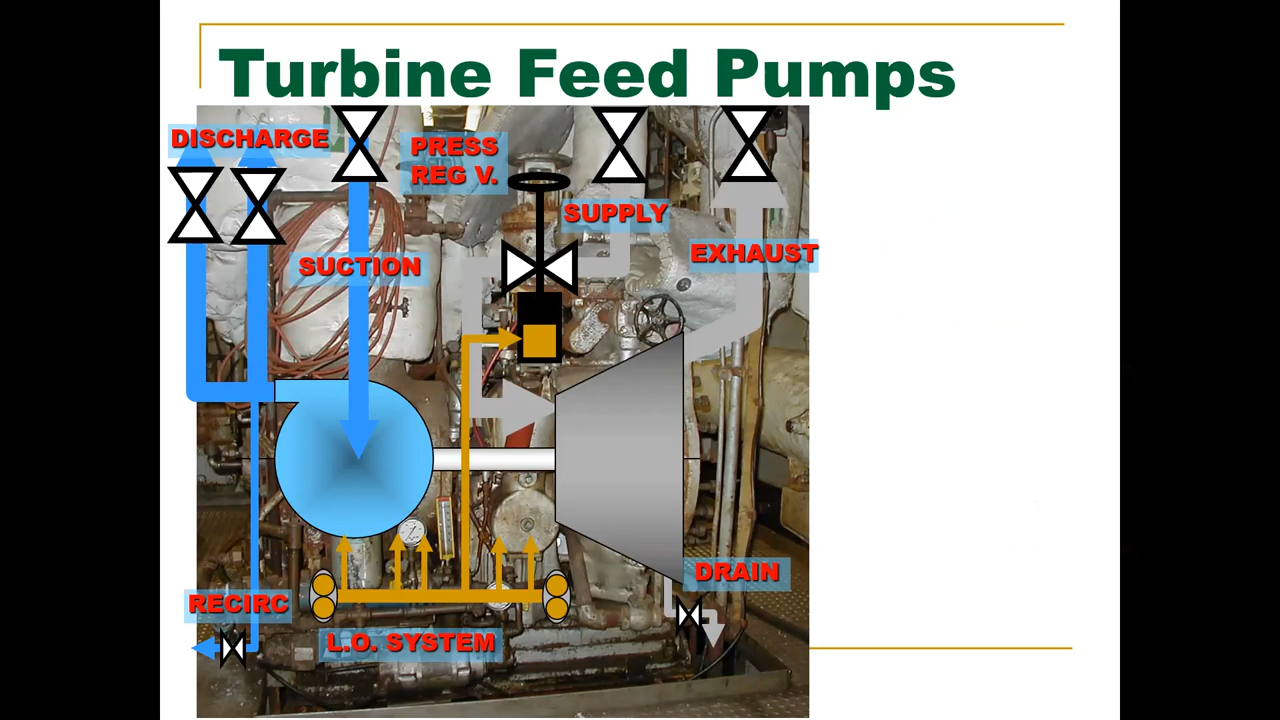 Turbine Feed Pumps
DISCHARGE
PRESS
REG V.
SUPPLY
SUCTION
EXHAUST
DRAIN
RECIRC
L.O. SYSTEM